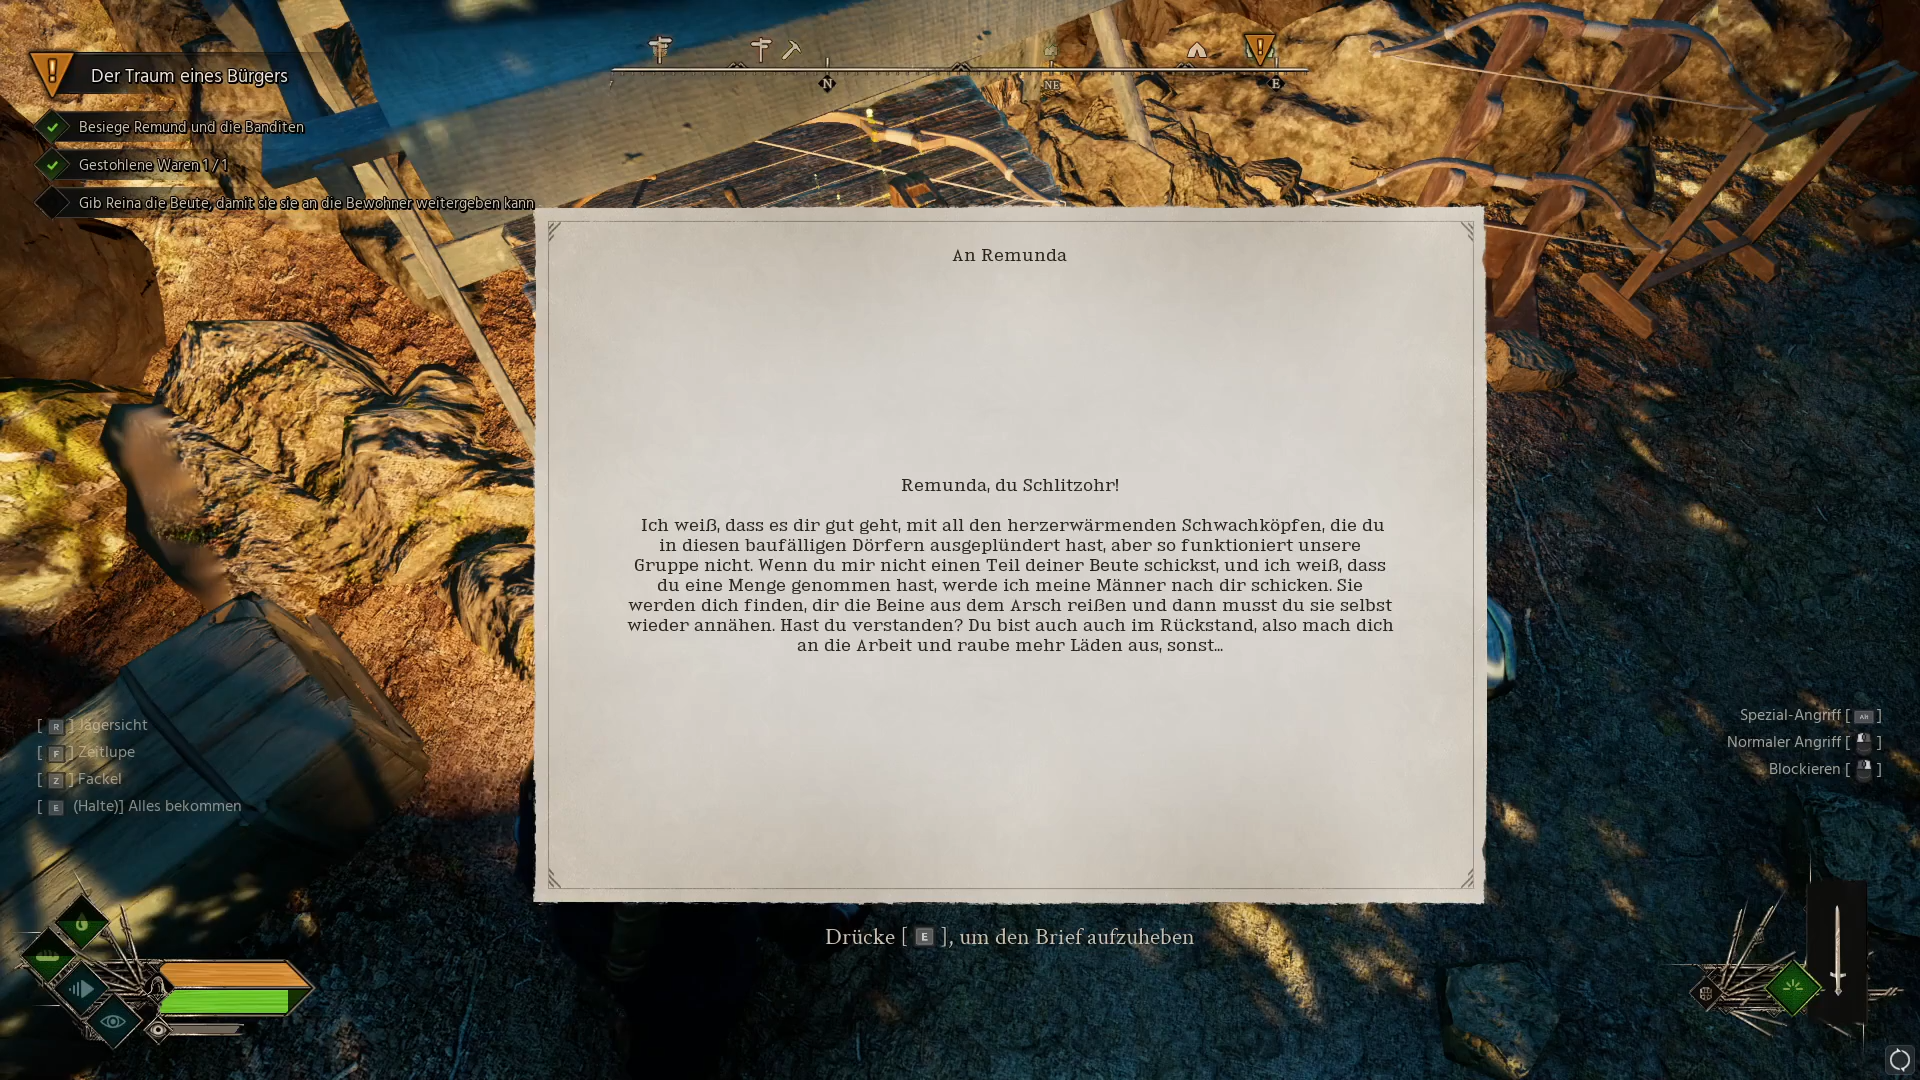 N
NE
E
Der Traum eines Bürgers
Besiege Remund und die Banditen
Gestohlene Waren 1 / 1
Gib Reina die Beute, damit sie sie an die Bewohner weitergeben kann
An Remunda
Remunda, du Schlitzohr!
Ich weiß, dass es dir gut geht, mit all den herzerwärmenden Schwachköpfen, die du
in diesen baufälligen Dörfern ausgeplündert hast, aber so funktioniert unsere
Gruppe nicht. Wenn du mir nicht einen Teil deiner Beute schickst, und ich weiß, dass
du eine Menge genommen hast, werde ich meine Männer nach dir schicken. Sie
werden dich finden, dir die Beine aus dem Arsch reißen und dann musst du sie selbst
wieder annähen. Hast du verstanden? Du bist auch auch im Rückstand, also mach dich
an die Arbeit und raube mehr Läden aus, sonst...
[ R ] Jägersicht
[ F ] Zeitlupe
[ Z ] Fackel
[ E (Halte)] Alles bekommen
Spezial-Angriff [ Alt ]
Normaler Angriff [ ]
Blockieren [ ]
Drücke [ E ], um den Brief aufzuheben